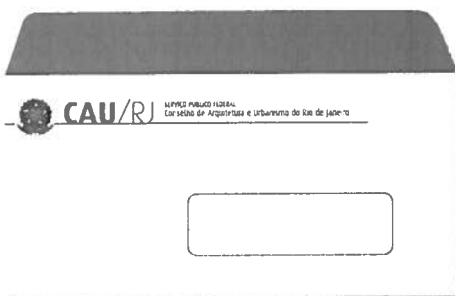 CAU/RJ
SERVIÇO PÚBLICO FEDERAL
Conselho de Arquitetura e Urbanismo do Rio de Janeiro